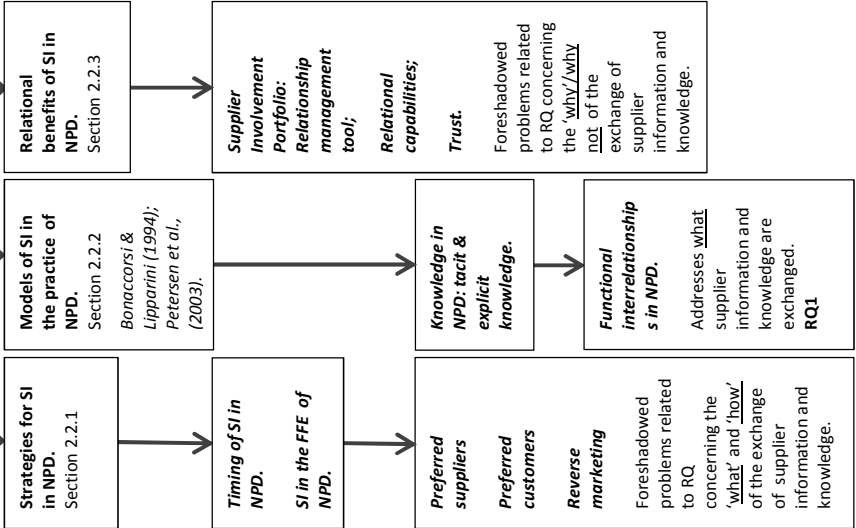 Strategies for SI
in NPD.
Section 2.2.1
Timing of SI in
NPD.
SI in the FFE of
NPD.
Preferred
suppliers
Preferred
customers
Reverse
marketing
Foreshadowed
problems related
to RQ
concerning the
‘what’ and ‘how’
of the exchange
of supplier
information and
knowledge.
Models of SI in
the practice of
NPD.
Section 2.2.2
Bonaccorsi &
Lipparini (1994);
Petersen et al.,
(2003).
Knowledge in
NPD: tacit &
explicit
knowledge.
Functional
interrelationship
s in NPD.
Addresses what
supplier
information and
knowledge are
exchanged.
RQ1
Relational
benefits of SI in
NPD.
Section 2.2.3
Supplier
Involvement
Portfolio:
Relationship
management
tool;
Relational
capabilities;
Trust.
Foreshadowed
problems related
to RQ concerning
the ‘why’/why
not of the
exchange of
supplier
information and
knowledge.